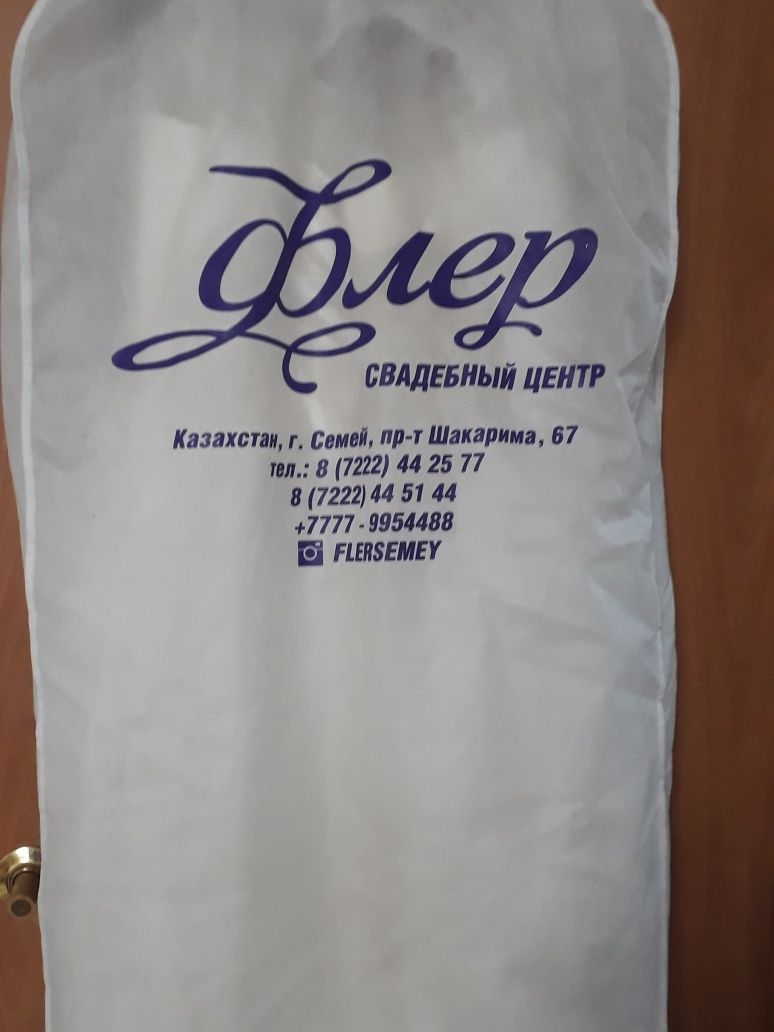 Флер
СВАДЕБНЫЙ ЦЕНТР
Казахстан, г. Семей, пр-т Шакарима, 67
тел.: 8 (7222) 44 25 77
8 (7222) 44 51 44
+7777 - 9954488
FLERSEMEY